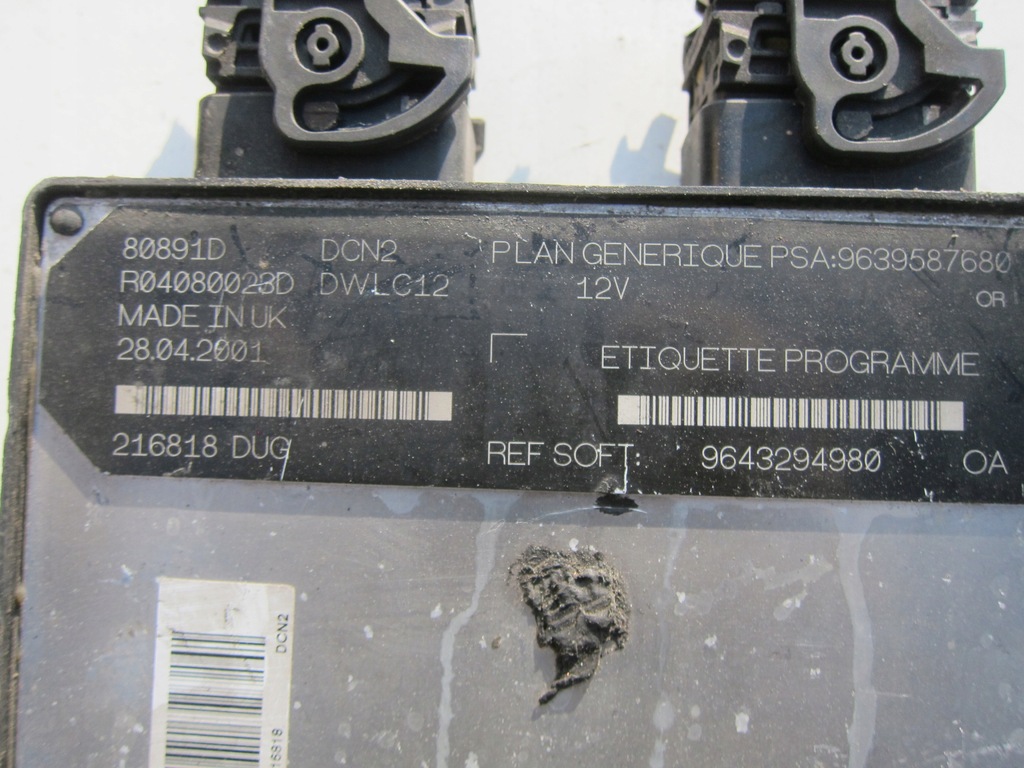 80891D DCN2 PLAN GENERIQUE PSA:9639587680
R04080023D DWLC12 12V OR
MADE IN UK
28.04.2001 ETIQUETTE PROGRAMME
216818 DUG REF SOFT: 9643294980 OA
DCN2
16818